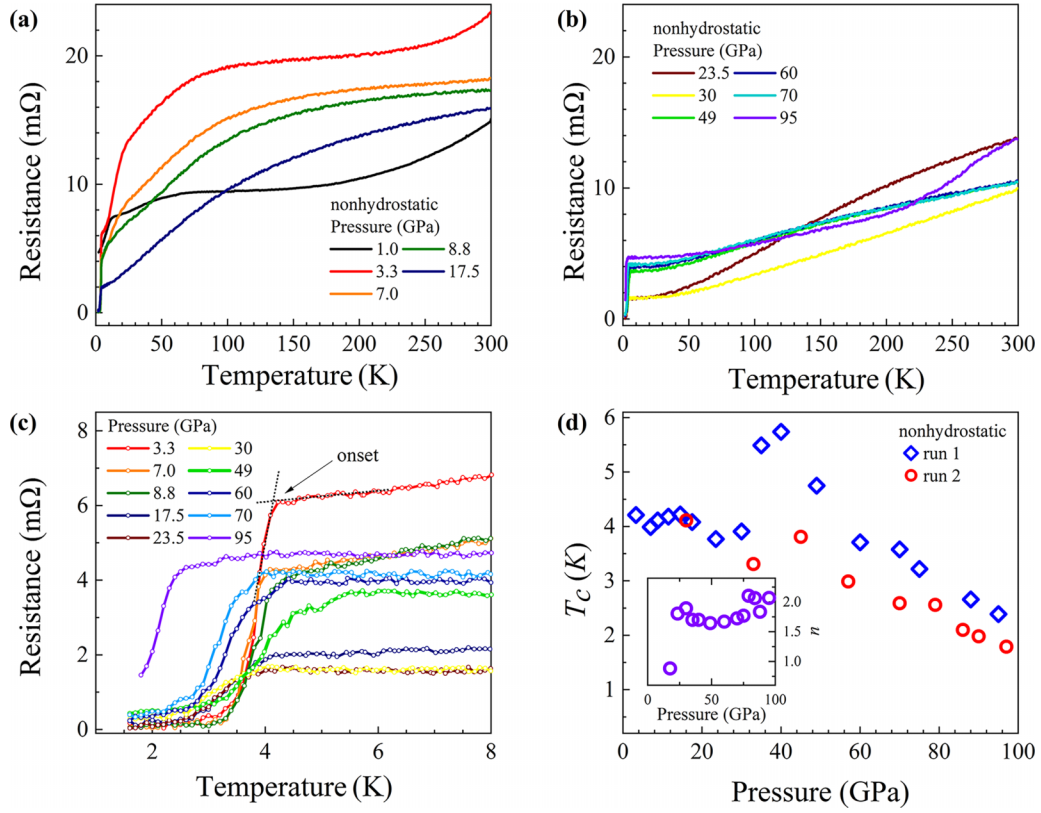 (a)
20
10
0
Resistance (mΩ)
nonhydrostatic
Pressure (GPa)
1.0 8.8
3.3 17.5
7.0
0 50 100 150 200 250 300
Temperature (K)
(b)
20
10
0
Resistance (mΩ)
nonhydrostatic
Pressure (GPa)
23.5 60
30 70
49 95
0 50 100 150 200 250 300
Temperature (K)
(c)
8
6
4
2
0
Resistance (mΩ)
Pressure (GPa)
3.3 30
7.0 49
8.8 60
17.5 70
23.5 95
onset
2 4 6 8
Temperature (K)
(d)
6
5
4
3
2
1
Tc (K)
nonhydrostatic
run 1
run 2
2.0
1.5
1.0
n
0 50 100
Pressure (GPa)
0 20 40 60 80 100
Pressure (GPa)